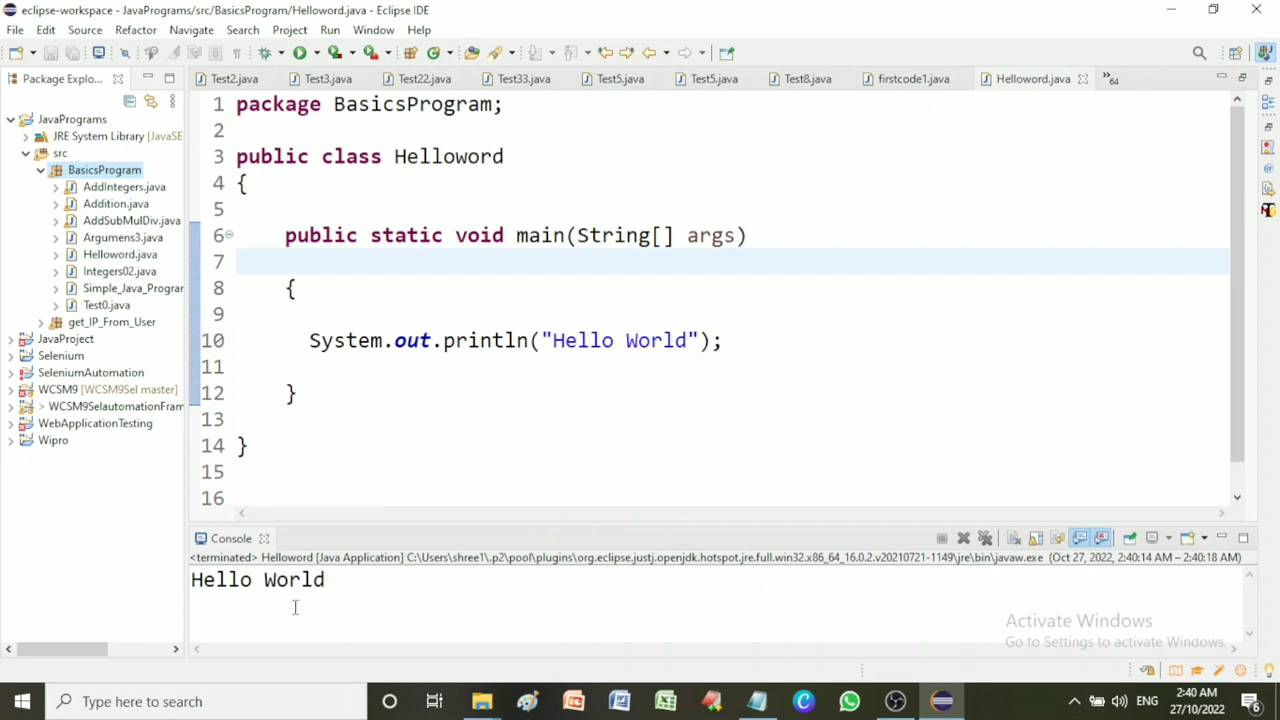 eclipse-workspace - JavaPrograms/src/BasicsProgram/Helloword.java - Eclipse IDE
File Edit Source Refactor Navigate Search Project Run Window Help
Package Explo... Test2.java Test3.java Test22.java Test33.java Test5.java Test5.java Test8.java firstcode1.java Helloword.java »64
JavaPrograms
JRE System Library [JavaSE
src
BasicsProgram
AddIntegers.java
Addition.java
AddSubMulDiv.java
Argumens3.java
Helloword.java
Integers02.java
Simple_Java_Prograr
Test0.java
get_IP_From_User
JavaProject
Selenium
SeleniumAutomation
WCSM9 [WCSM9Sel master]
> WCSM9SelautomationFram
WebApplicationTesting
Wipro
1 package BasicsProgram;
2
3 public class Helloword
4 {
5
6 public static void main(String[] args)
7
8 {
9
10 System.out.println("Hello World");
11
12 }
13
14 }
15
16
Console
<terminated> Helloword [Java Application] C:\Users\shree1\.p2\pool\plugins\org.eclipse.justj.openjdk.hotspot.jre.full.win32.x86_64_16.0.2.v20210721-1149\jre\bin\javaw.exe (Oct 27, 2022, 2:40:14 AM – 2:40:18 AM)
Hello World
Activate Windows
Go to Settings to activate Windows.
Type here to search
ENG
2:40 AM
27/10/2022
6